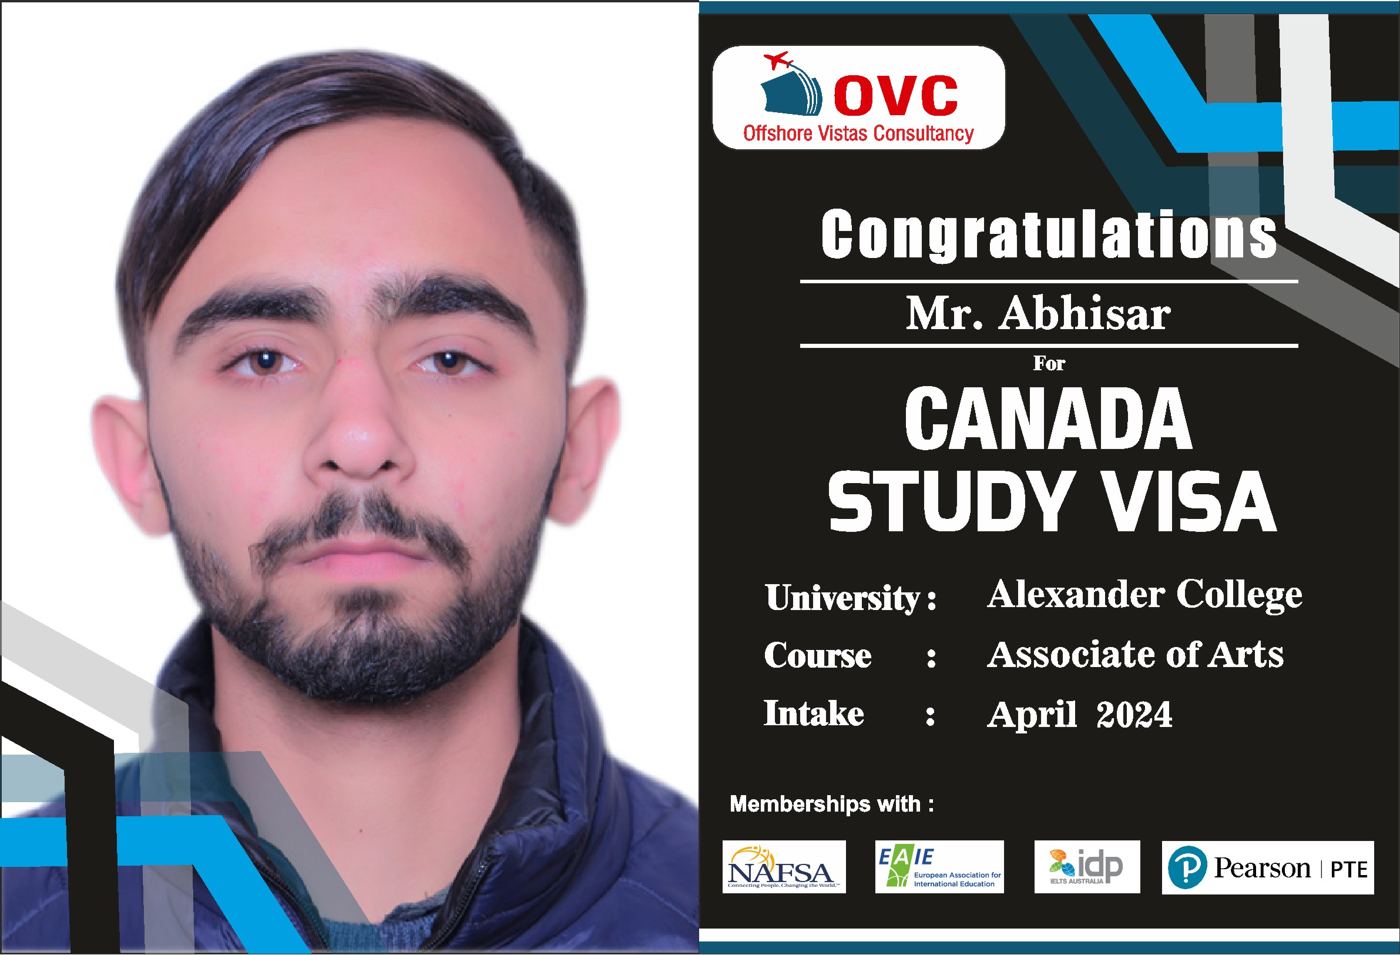 OVC
Offshore Vistas Consultancy
Congratulations
Mr. Abhisar
For
CANADA
STUDY VISA
University : Alexander College
Course : Associate of Arts
Intake : April 2024
Memberships with :
NAFSA
Connecting People. Changing the World.™
EAIE
European Association for
International Education
idp
IELTS AUSTRALIA
P Pearson | PTE